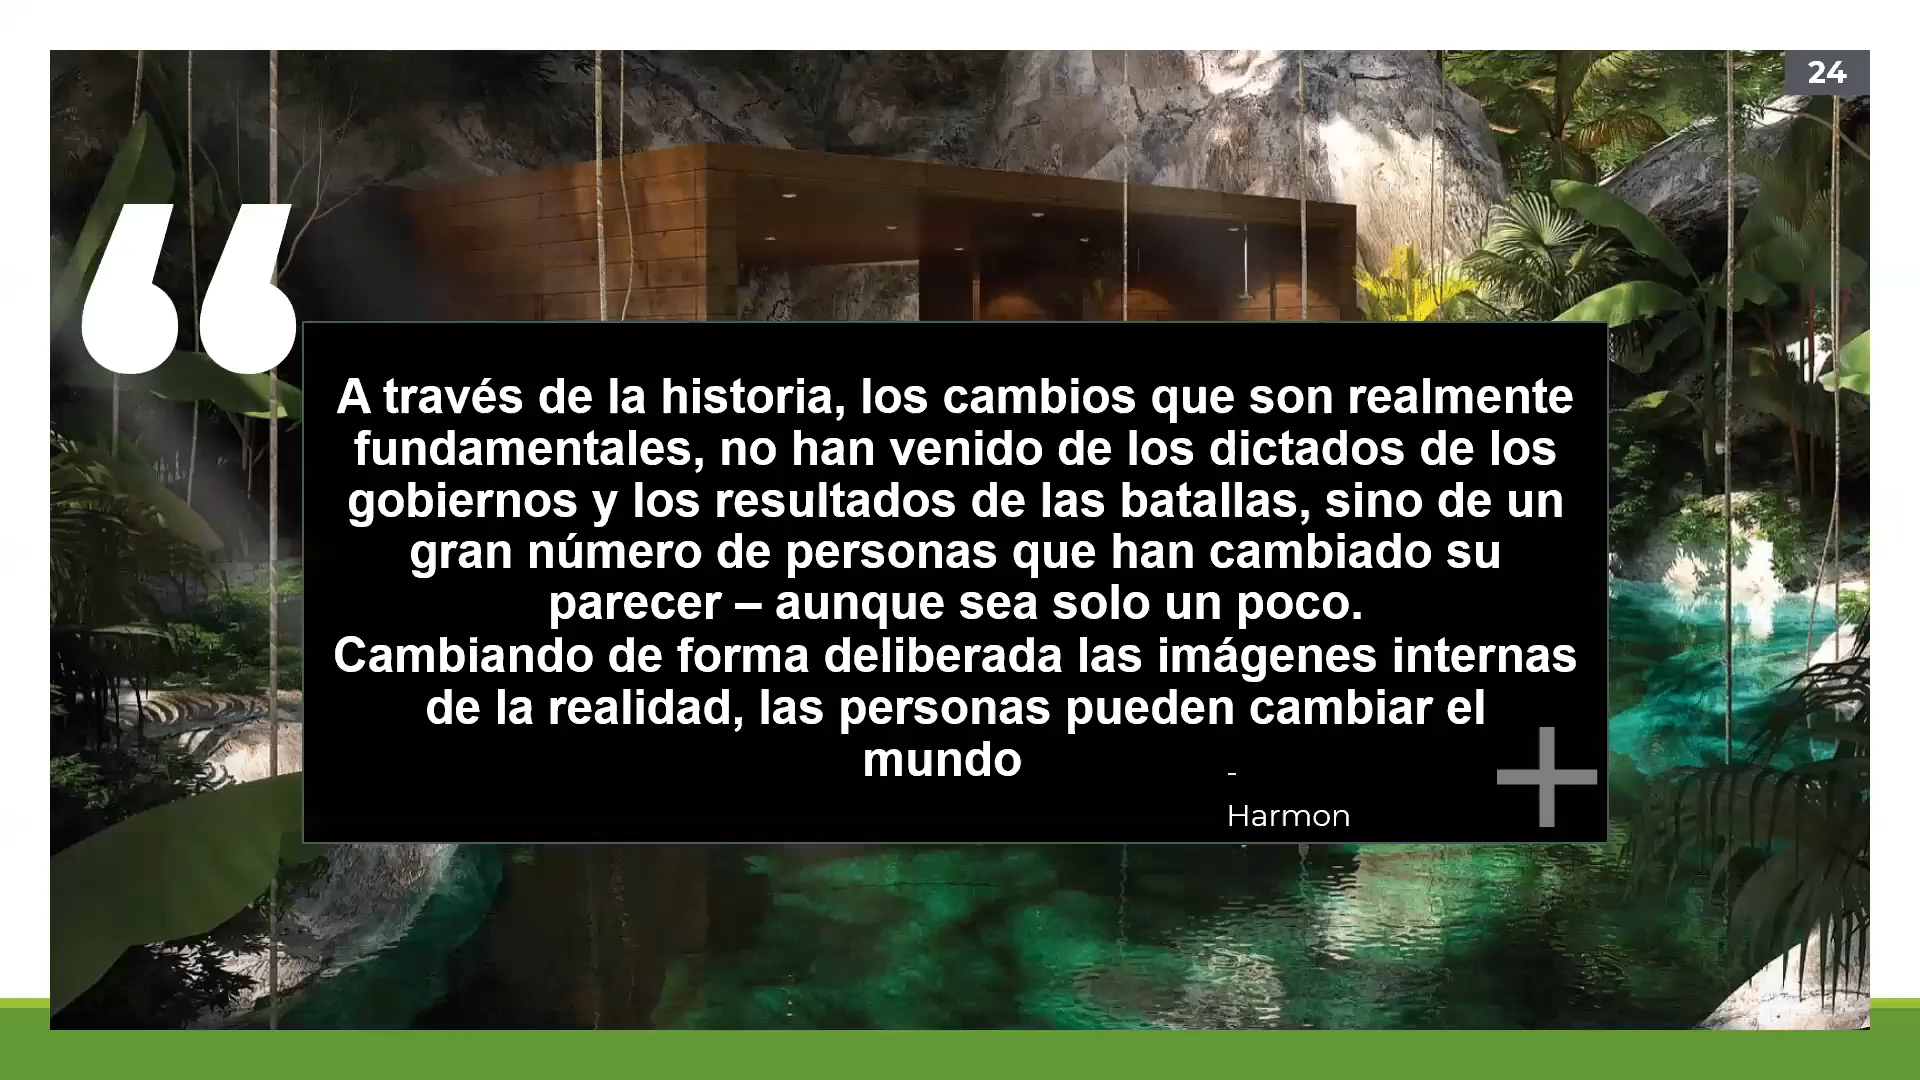 24
“
A través de la historia, los cambios que son realmente
fundamentales, no han venido de los dictados de los
gobiernos y los resultados de las batallas, sino de un
gran número de personas que han cambiado su
parecer – aunque sea solo un poco.
Cambiando de forma deliberada las imágenes internas
de la realidad, las personas pueden cambiar el
mundo
-
Harmon